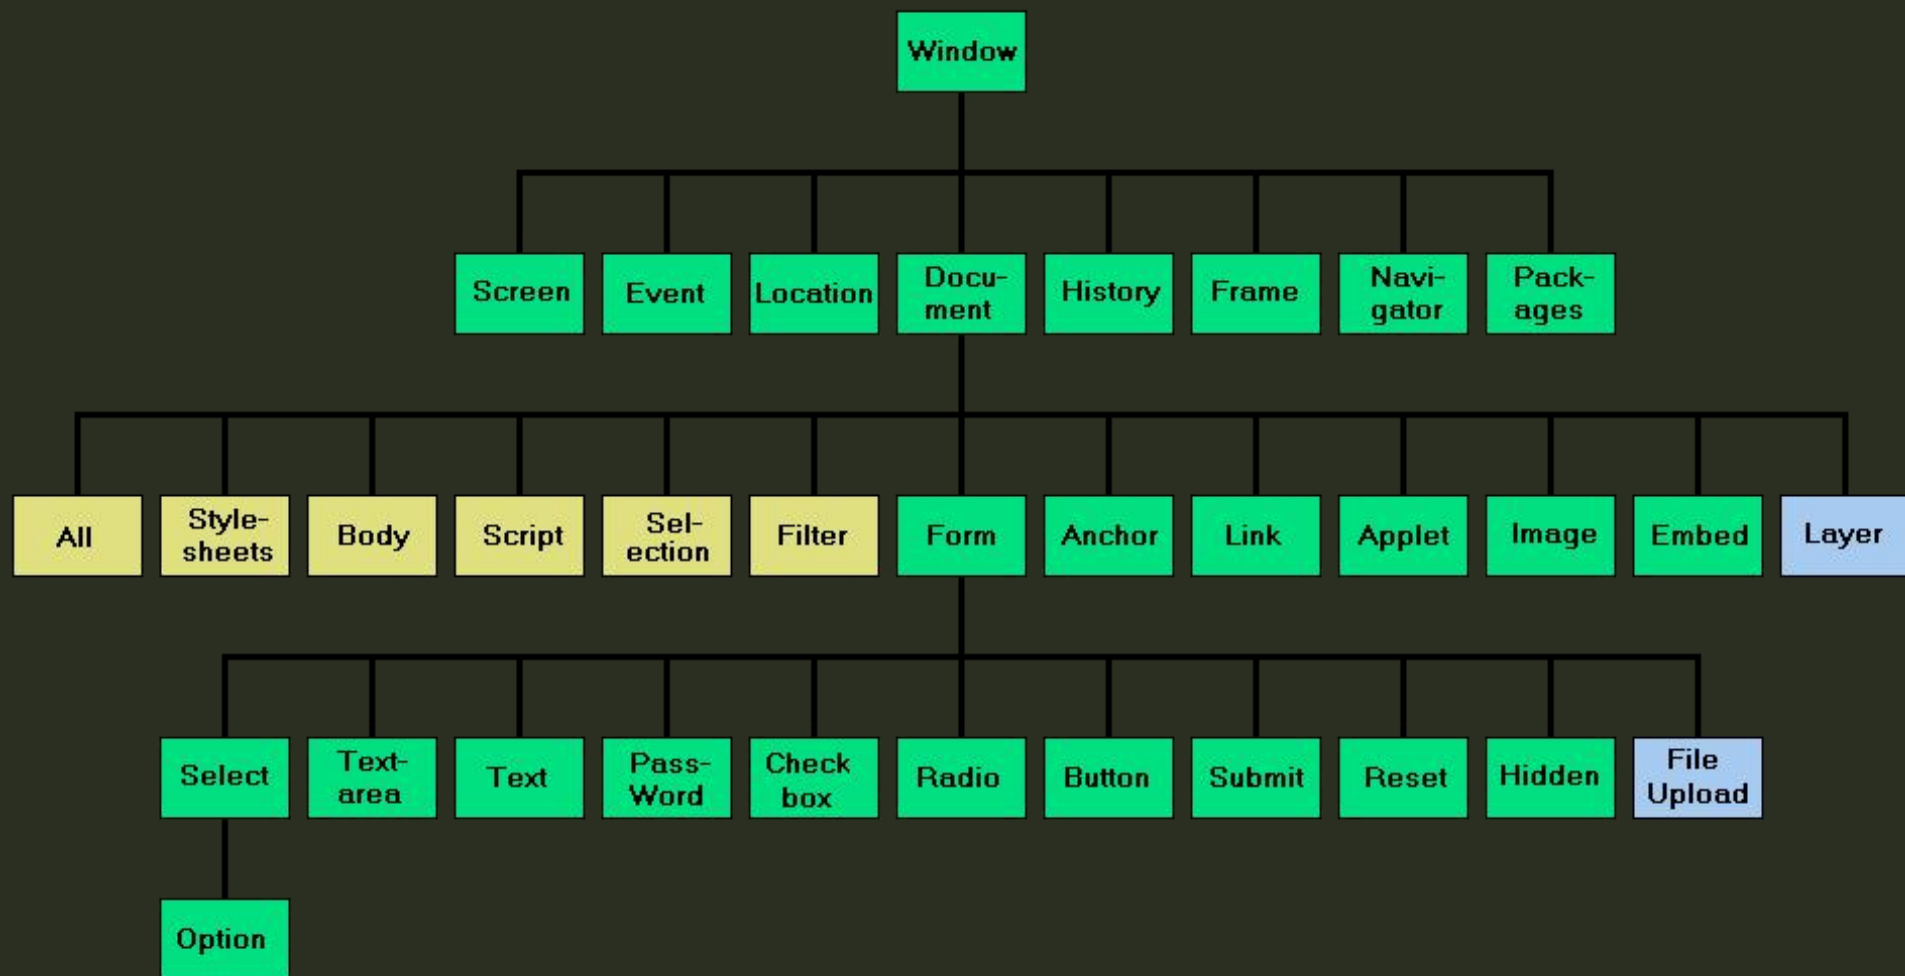 Window
Screen
Event
Location
Docu-
ment
History
Frame
Navi-
gator
Pack-
ages
All
Style-
sheets
Body
Script
Sel-
ection
Filter
Form
Anchor
Link
Applet
Image
Embed
Layer
Select
Text-
area
Text
Pass-
Word
Check
box
Radio
Button
Submit
Reset
Hidden
File
Upload
Option